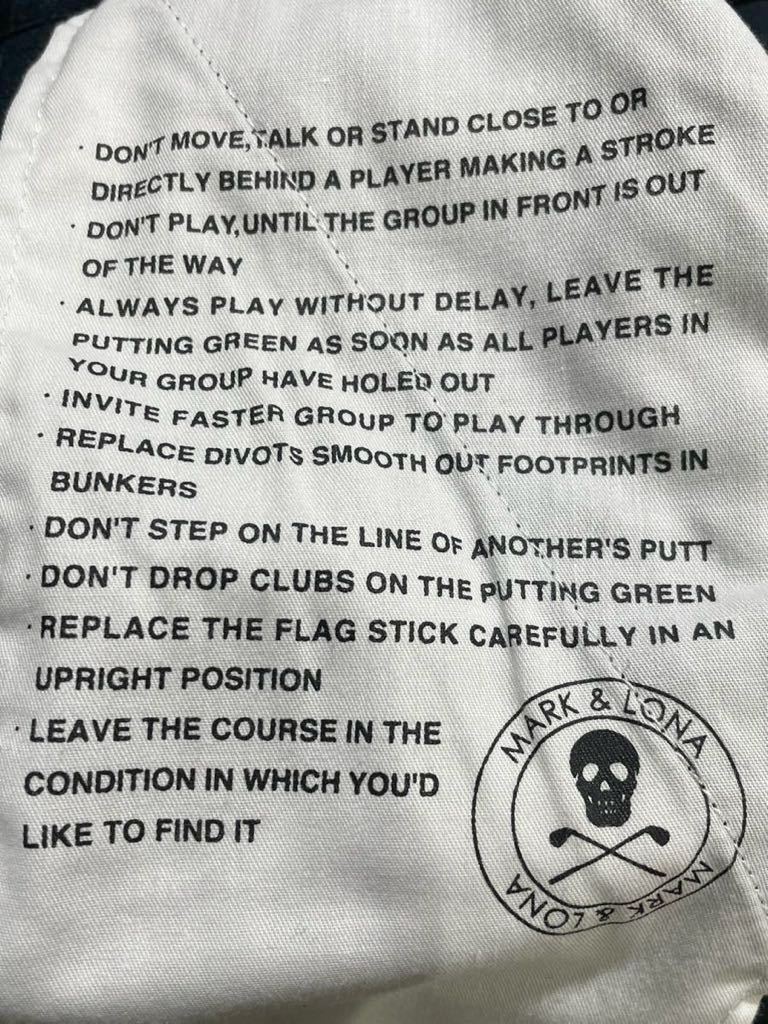 · DON'T MOVE,TALK OR STAND CLOSE TO OR
DIRECTLY BEHIND A PLAYER MAKING A STROKE
· DON'T PLAY,UNTIL THE GROUP IN FRONT IS OUT
OF THE WAY
· ALWAYS PLAY WITHOUT DELAY, LEAVE THE
PUTTING GREEN AS SOON AS ALL PLAYERS IN
YOUR GROUP HAVE HOLED OUT
· INVITE FASTER GROUP TO PLAY THROUGH
· REPLACE DIVOTS SMOOTH OUT FOOTPRINTS IN
BUNKERS
· DON'T STEP ON THE LINE OF ANOTHER'S PUTT
· DON'T DROP CLUBS ON THE PUTTING GREEN
· REPLACE THE FLAG STICK CAREFULLY IN AN
UPRIGHT POSITION
· LEAVE THE COURSE IN THE
CONDITION IN WHICH YOU'D
LIKE TO FIND IT
MARK & LONA
MARK & LONA